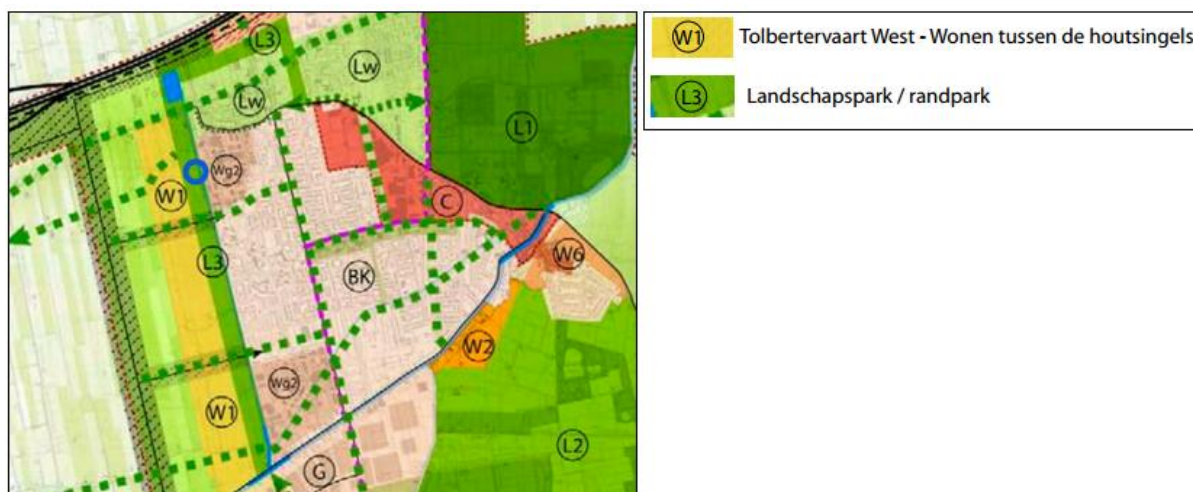 L3
Lw
Lw
L1
Wg2
W1
C
L3
BK
W6
W2
Wg2
W1
G
L2
W1 Tolbertervaart West - Wonen tussen de houtsingels
L3 Landschapspark / randpark